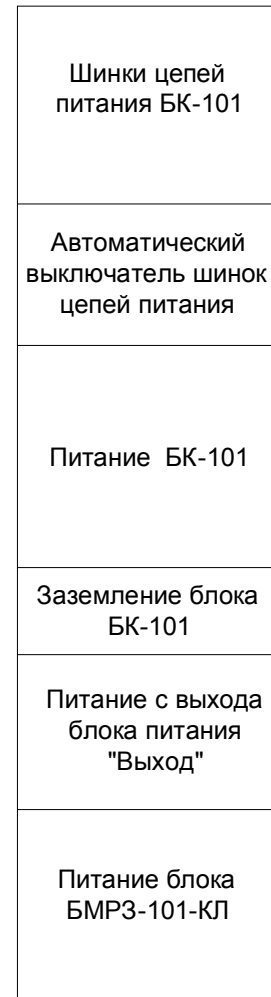 Шинки цепей
питания БК-101
Автоматический
выключатель шинок
цепей питания
Питание БК-101
Заземление блока
БК-101
Питание с выхода
блока питания
"Выход"
Питание блока
БМРЗ-101-КЛ